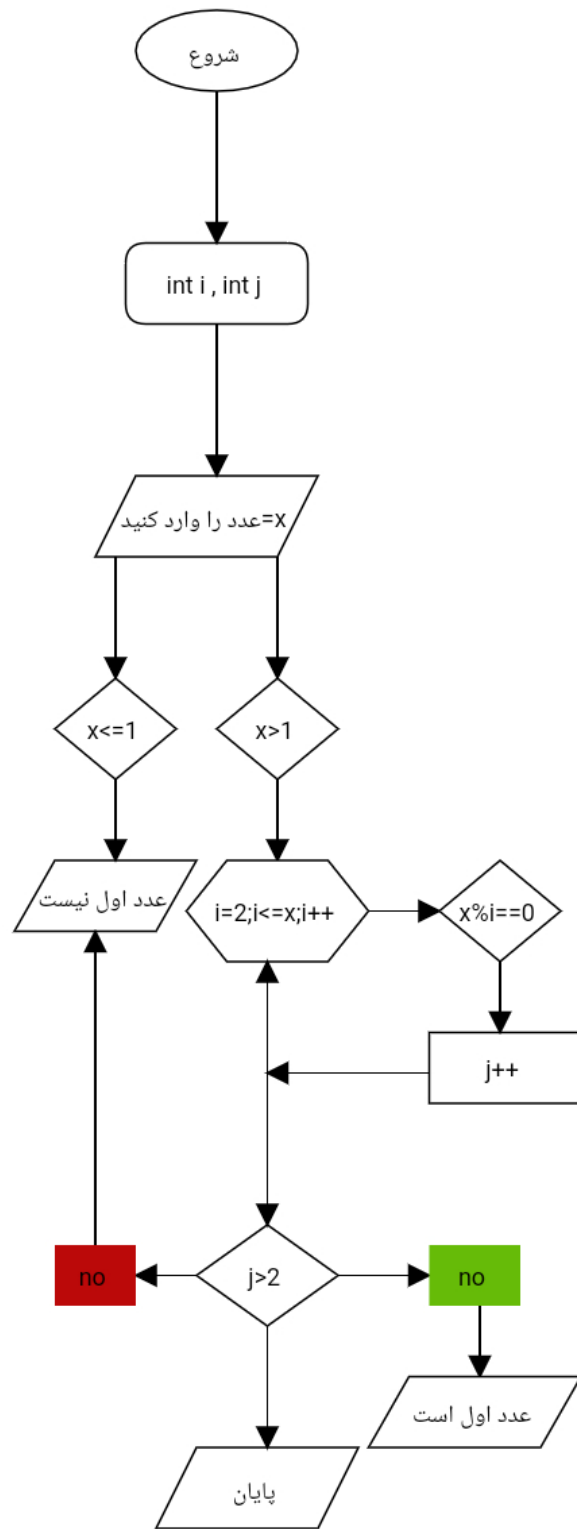 شروع
int i , int j
عدد را وارد کنید=x
x<=1
x>1
عدد اول نیست
i=2;i<=x;i++
x%i==0
j++
no
j>2
no
عدد اول است
پایان